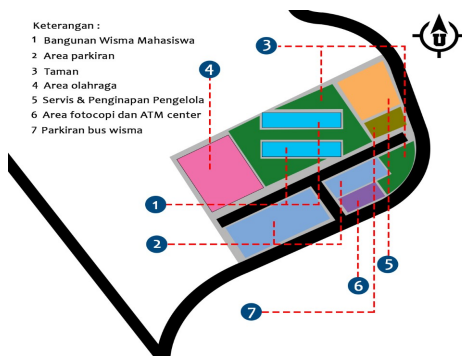 Keterangan :
1 Bangunan Wisma Mahasiswa
2 Area parkiran
3 Taman
4 Area olahraga
5 Servis & Penginapan Pengelola
6 Area fotocopi dan ATM center
7 Parkiran bus wisma
U
3
4
1
2
5
6
7